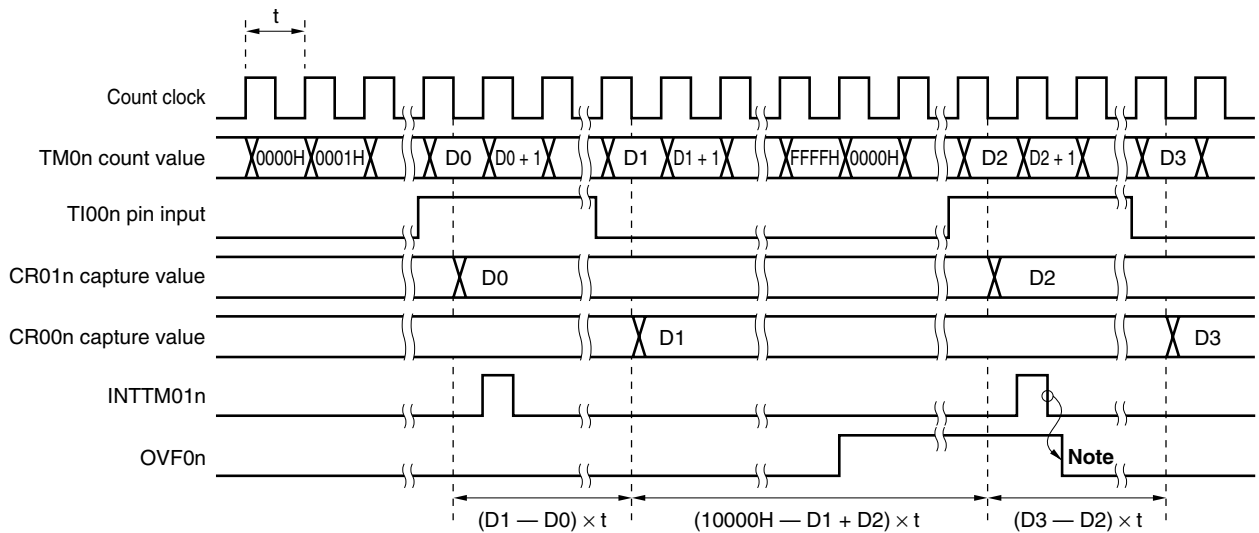 t
Count clock
TM0n count value 0000H 0001H D0 D0 + 1 D1 D1 + 1 FFFFH 0000H D2 D2 + 1 D3
TI00n pin input
CR01n capture value D0 D2
CR00n capture value D1 D3
INTTM01n
OVF0n Note
(D1 — D0) × t (10000H — D1 + D2) × t (D3 — D2) × t